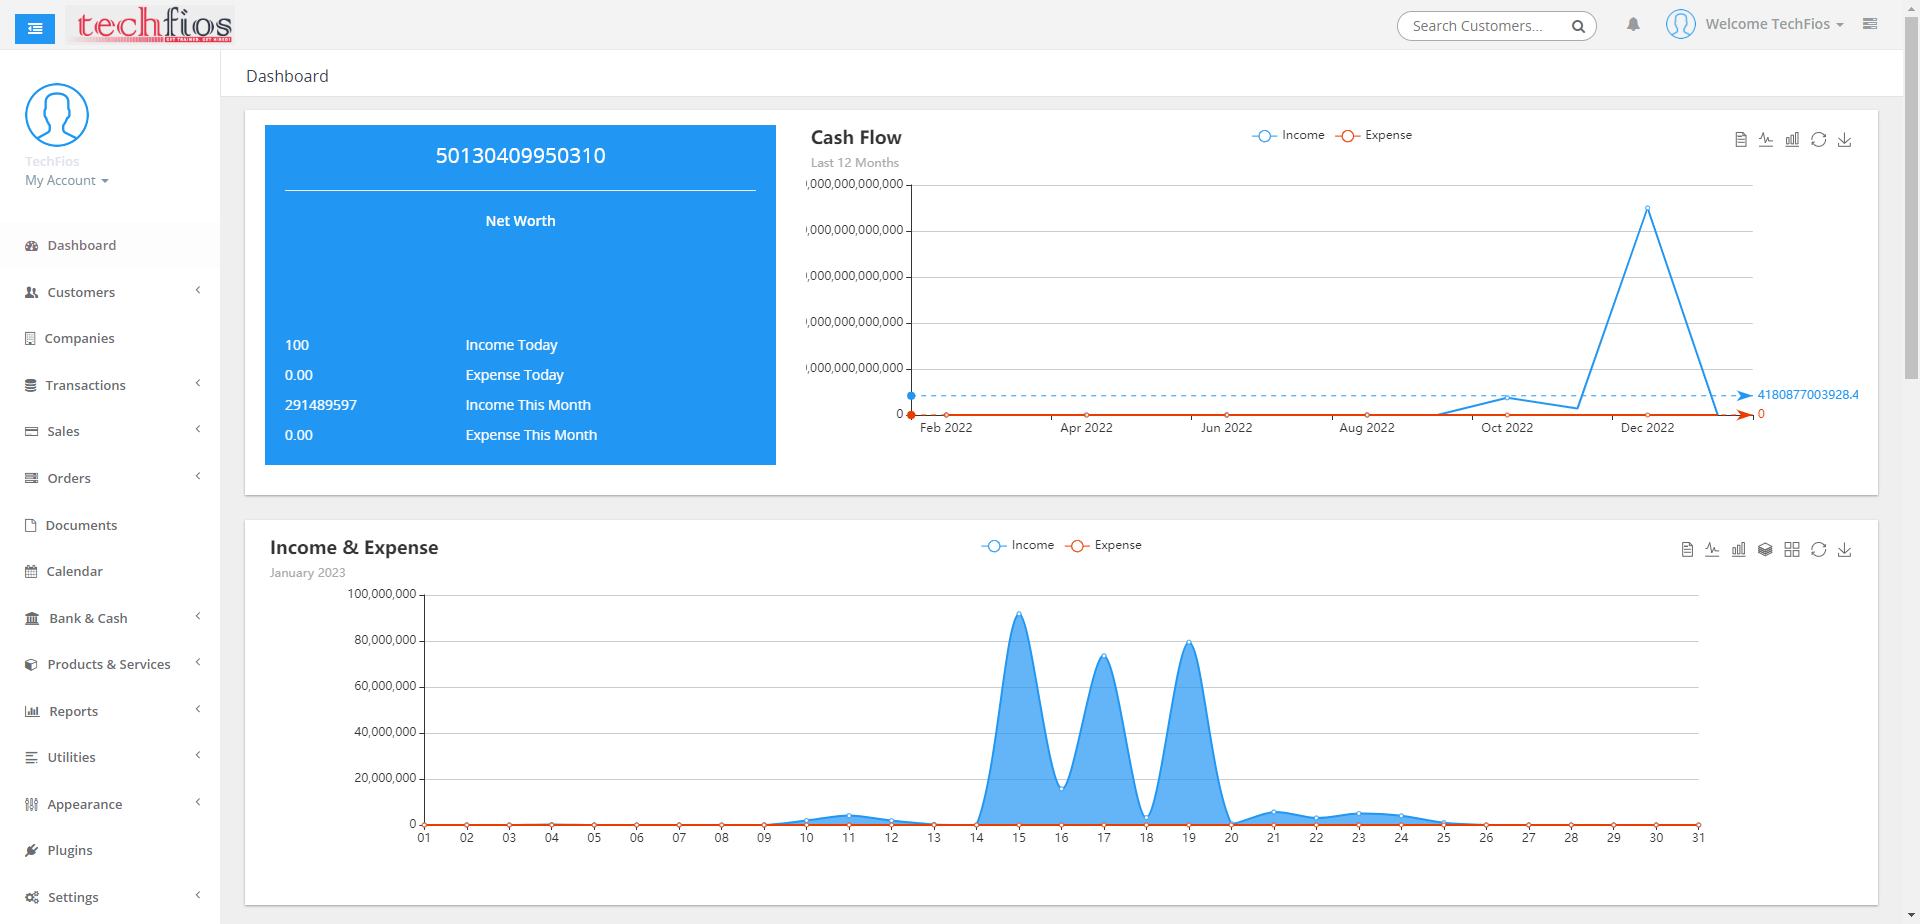 techfios
Search Customers...
Welcome TechFios
Dashboard
TechFios
My Account
Dashboard
Customers
Companies
Transactions
Sales
Orders
Documents
Calendar
Bank & Cash
Products & Services
Reports
Utilities
Appearance
Plugins
Settings
50130409950310
Net Worth
100 Income Today
0.00 Expense Today
291489597 Income This Month
0.00 Expense This Month
Cash Flow
Last 12 Months
Income Expense
,000,000,000,000
,000,000,000,000
,000,000,000,000
,000,000,000,000
,000,000,000,000
0
4180877003928.4
0
Feb 2022 Apr 2022 Jun 2022 Aug 2022 Oct 2022 Dec 2022
Income & Expense
January 2023
Income Expense
100,000,000
80,000,000
60,000,000
40,000,000
20,000,000
0
01 02 03 04 05 06 07 08 09 10 11 12 13 14 15 16 17 18 19 20 21 22 23 24 25 26 27 28 29 30 31